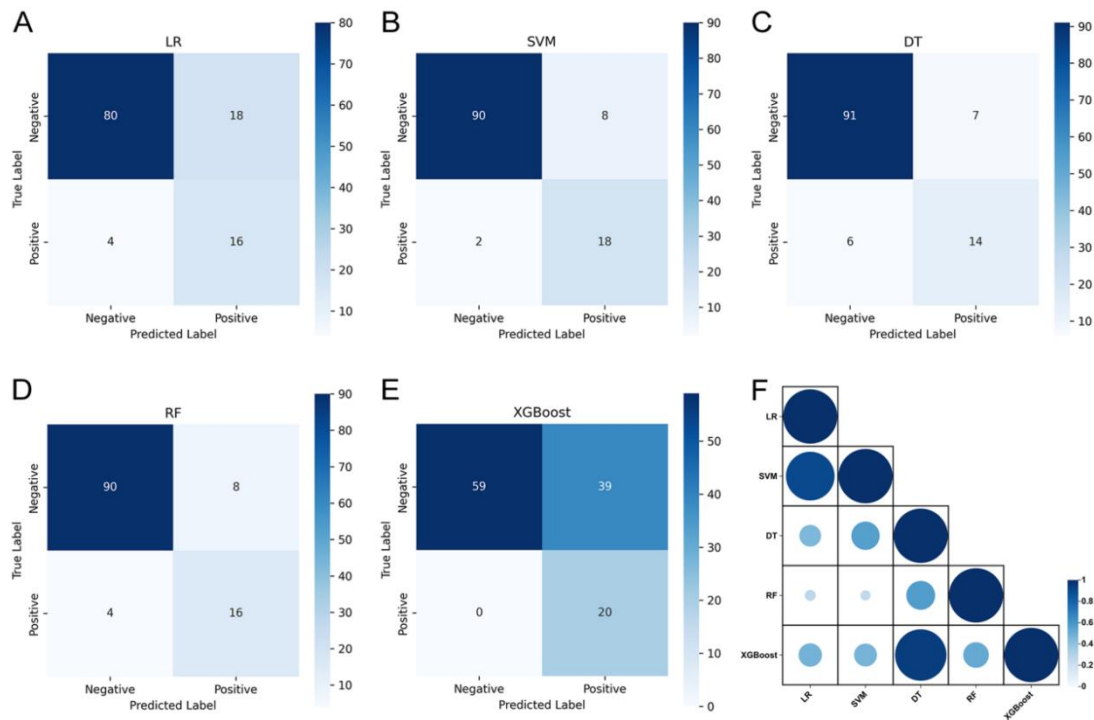 A
LR
80
18
4
16
Negative
Positive
True Label
Negative
Positive
Predicted Label
80
70
60
50
40
30
20
10
B
SVM
90
8
2
18
Negative
Positive
True Label
Negative
Positive
Predicted Label
90
80
70
60
50
40
30
20
10
C
DT
91
7
6
14
Negative
Positive
True Label
Negative
Positive
Predicted Label
90
80
70
60
50
40
30
20
10
D
RF
90
8
4
16
Negative
Positive
True Label
Negative
Positive
Predicted Label
90
80
70
60
50
40
30
20
10
E
XGBoost
59
39
0
20
Negative
Positive
True Label
Negative
Positive
Predicted Label
50
40
30
20
10
0
F
LR
SVM
DT
RF
XGBoost
LR
SVM
DT
RF
XGBoost
1
0.8
0.6
0.4
0.2
0